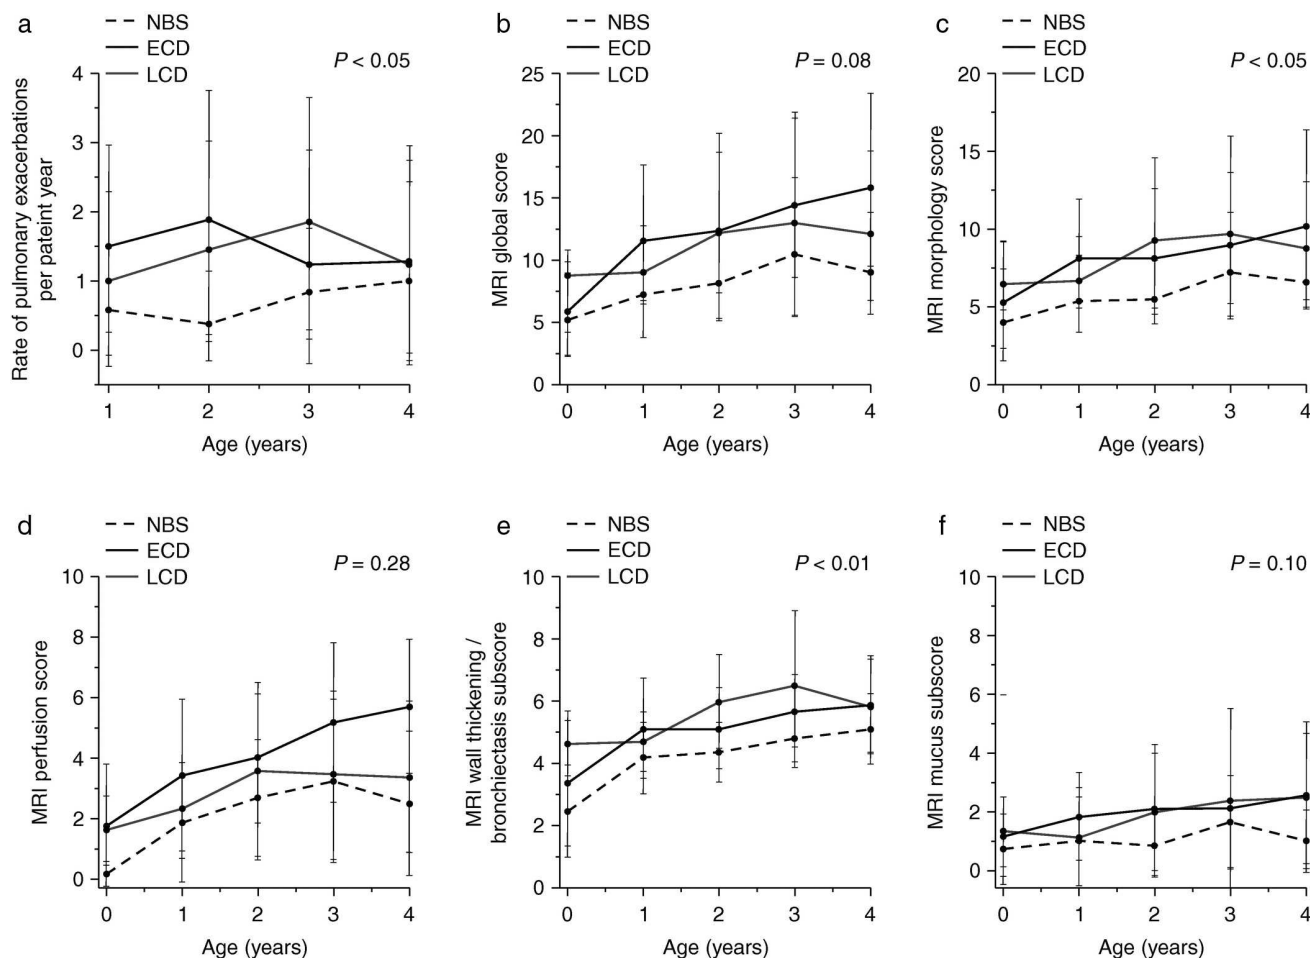 a
NBS
ECD
LCD
P < 0.05
Rate of pulmonary exacerbations
per pateint year
4
3
2
1
0
1 2 3 4
Age (years)
b
NBS
ECD
LCD
P = 0.08
MRI global score
25
20
15
10
5
0
0 1 2 3 4
Age (years)
c
NBS
ECD
LCD
P < 0.05
MRI morphology score
20
15
10
5
0
0 1 2 3 4
Age (years)
d
NBS
ECD
LCD
P = 0.28
MRI perfusion score
10
8
6
4
2
0
0 1 2 3 4
Age (years)
e
NBS
ECD
LCD
P < 0.01
MRI wall thickening /
bronchiectasis subscore
10
8
6
4
2
0
0 1 2 3 4
Age (years)
f
NBS
ECD
LCD
P = 0.10
MRI mucus subscore
10
8
6
4
2
0
0 1 2 3 4
Age (years)